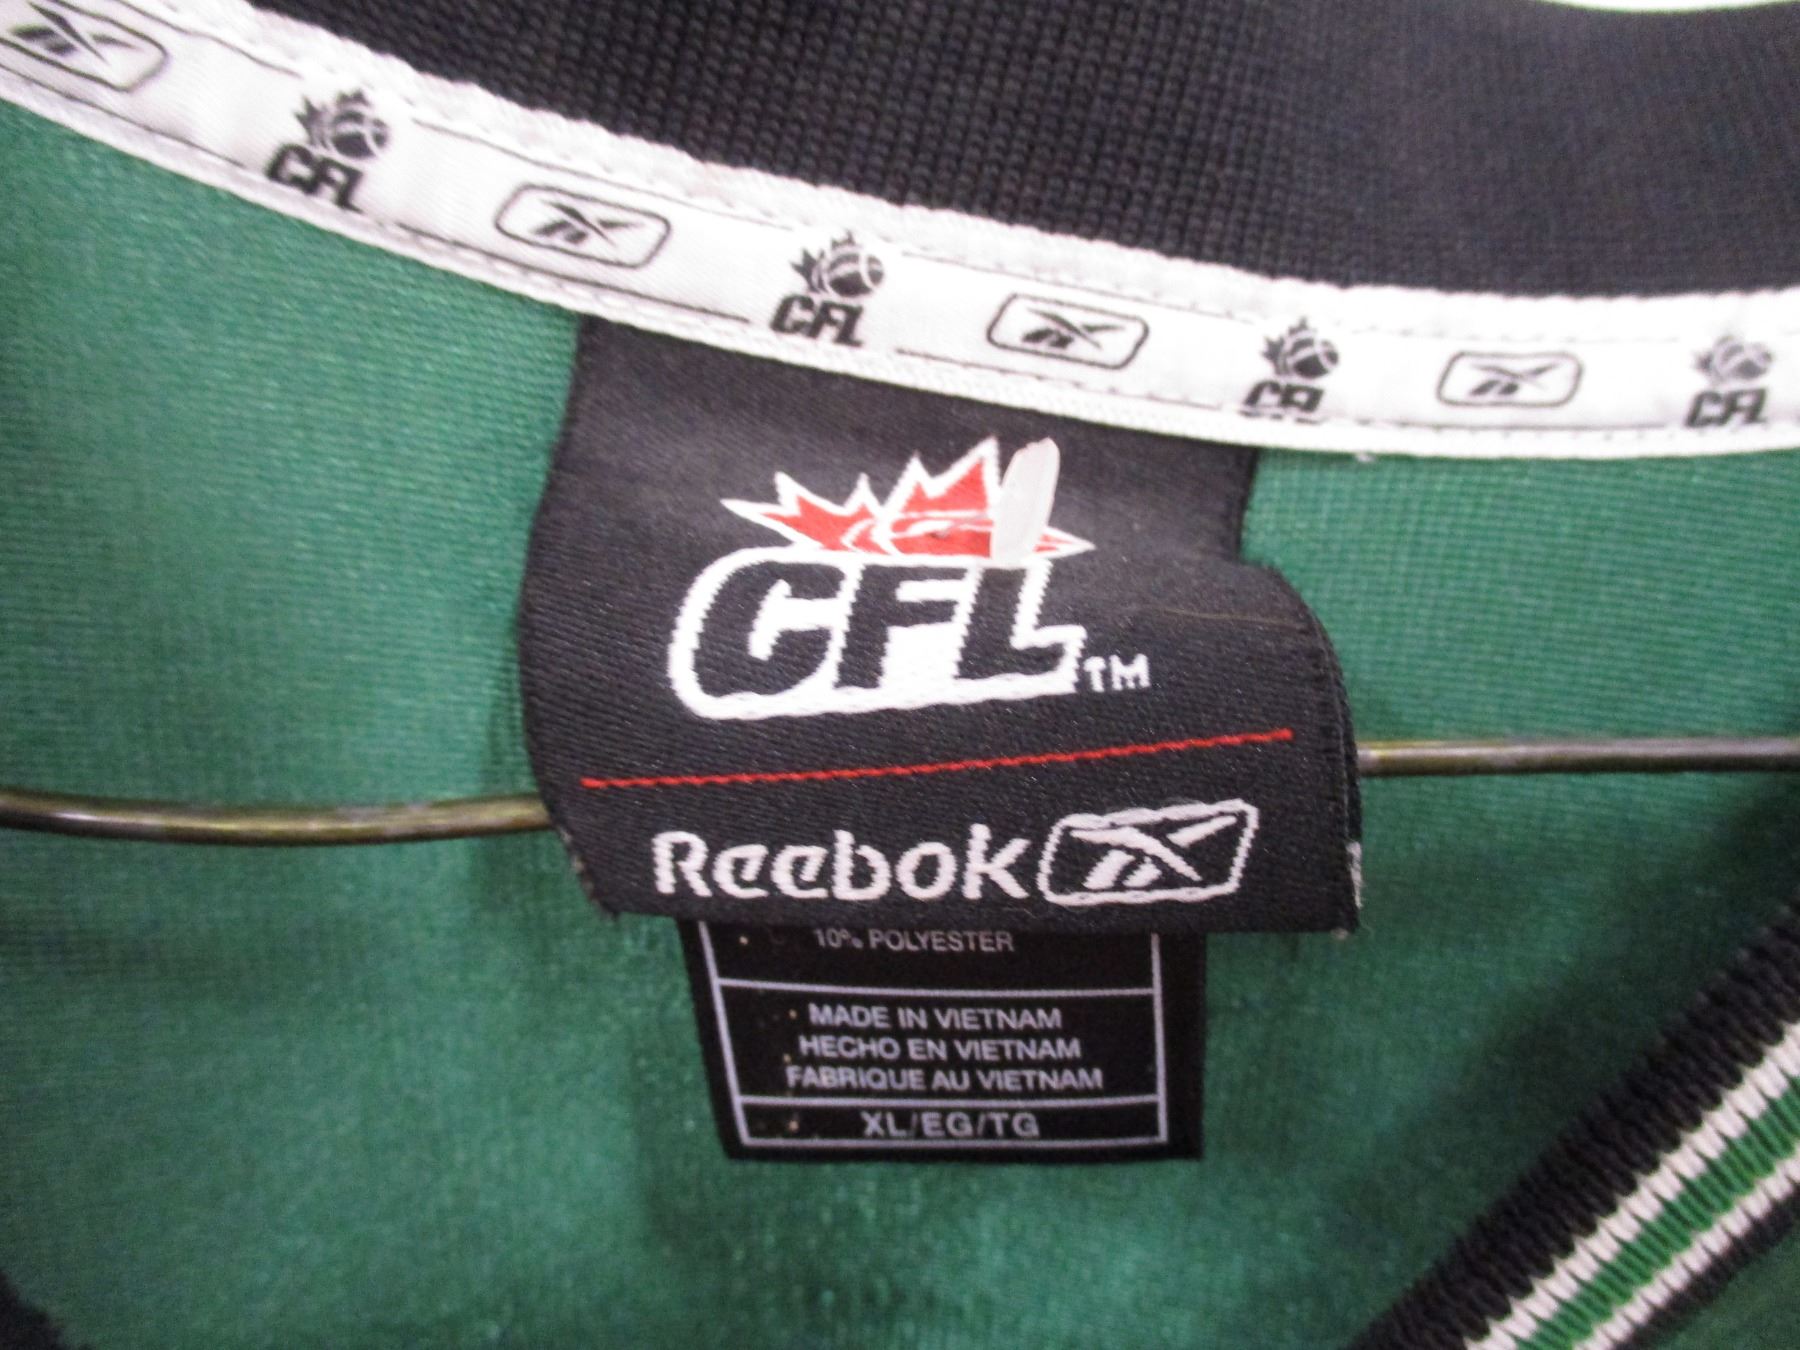 CFL
CFL
CFL
CFL
CFL TM
Reebok
10% POLYESTER
MADE IN VIETNAM
HECHO EN VIETNAM
FABRIQUE AU VIETNAM
XL/EG/TG